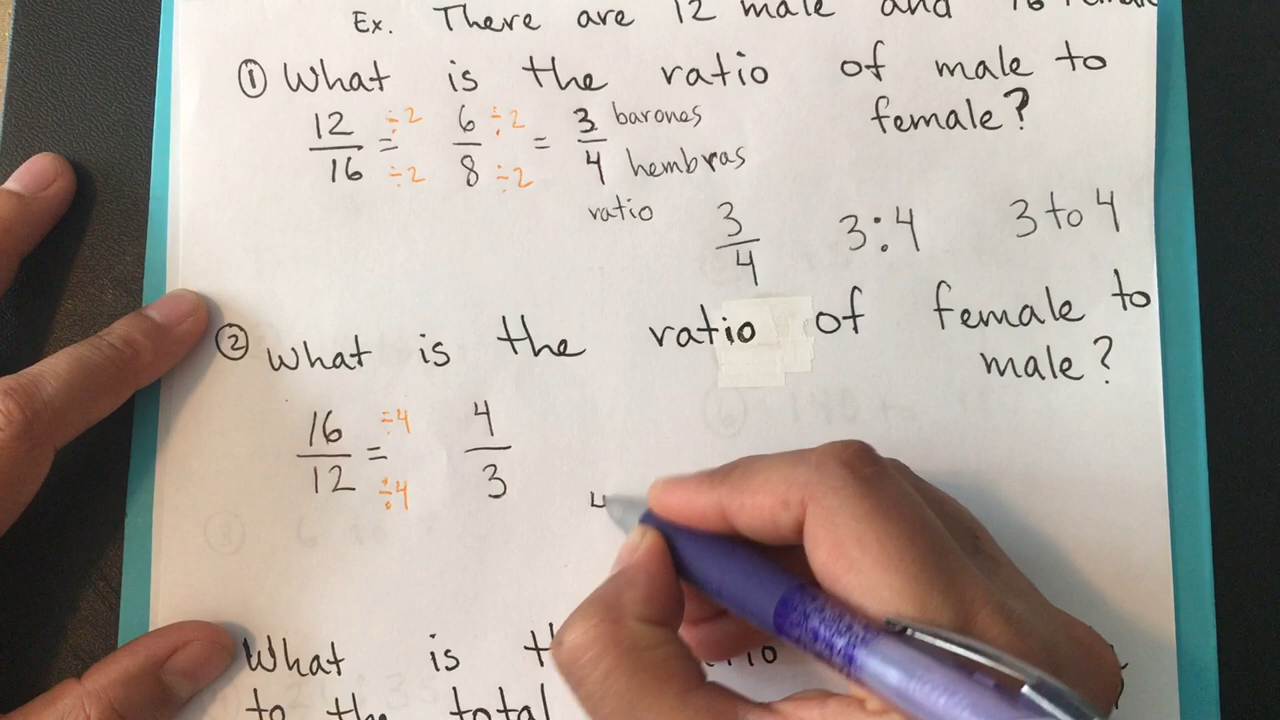 Ex. There are 12 male and 16
① What is the ratio of male to
female?
12/16 = ÷2 ÷2 6/8 ÷2 ÷2 = 3/4 barones hembras
ratio 3/4 3:4 3 to 4
② What is the ratio of female to
male?
16/12 = ÷4 ÷4 4/3
4
What is
to the total